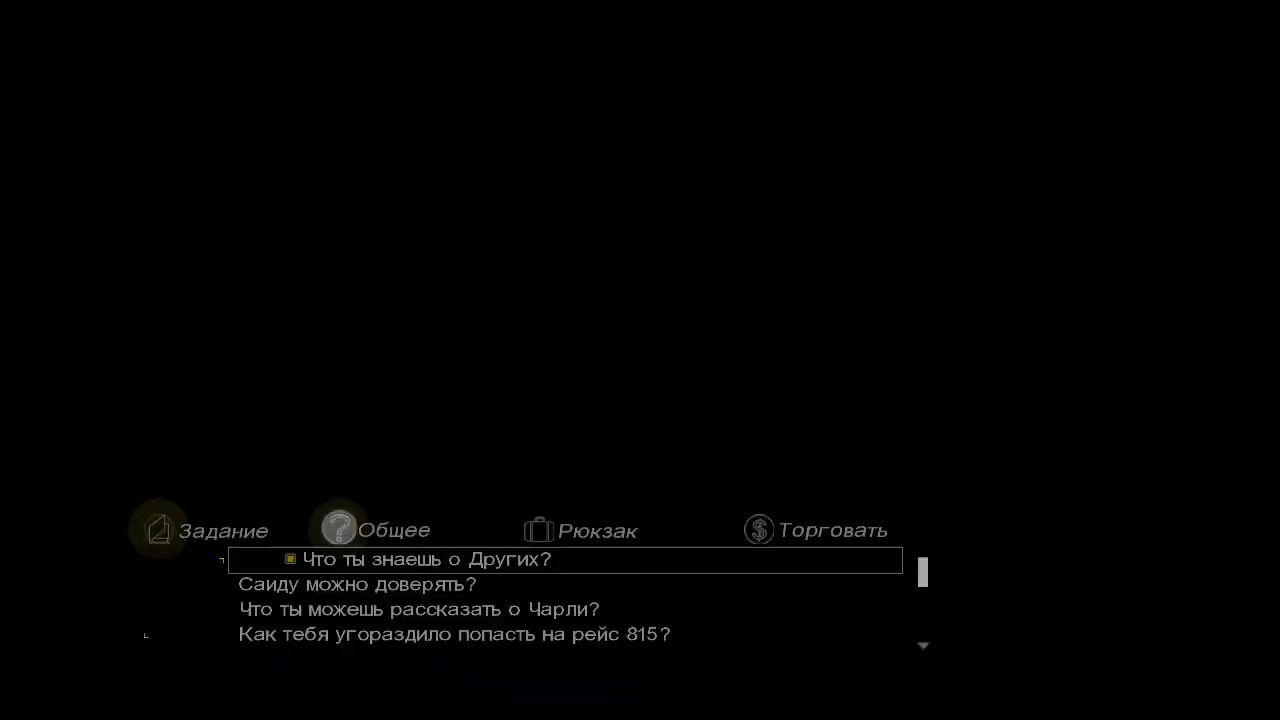 Задание Общее Рюкзак Торговать
Что ты знаешь о Других?
Саиду можно доверять?
Что ты можешь рассказать о Чарли?
Как тебя угораздило попасть на рейс 815?